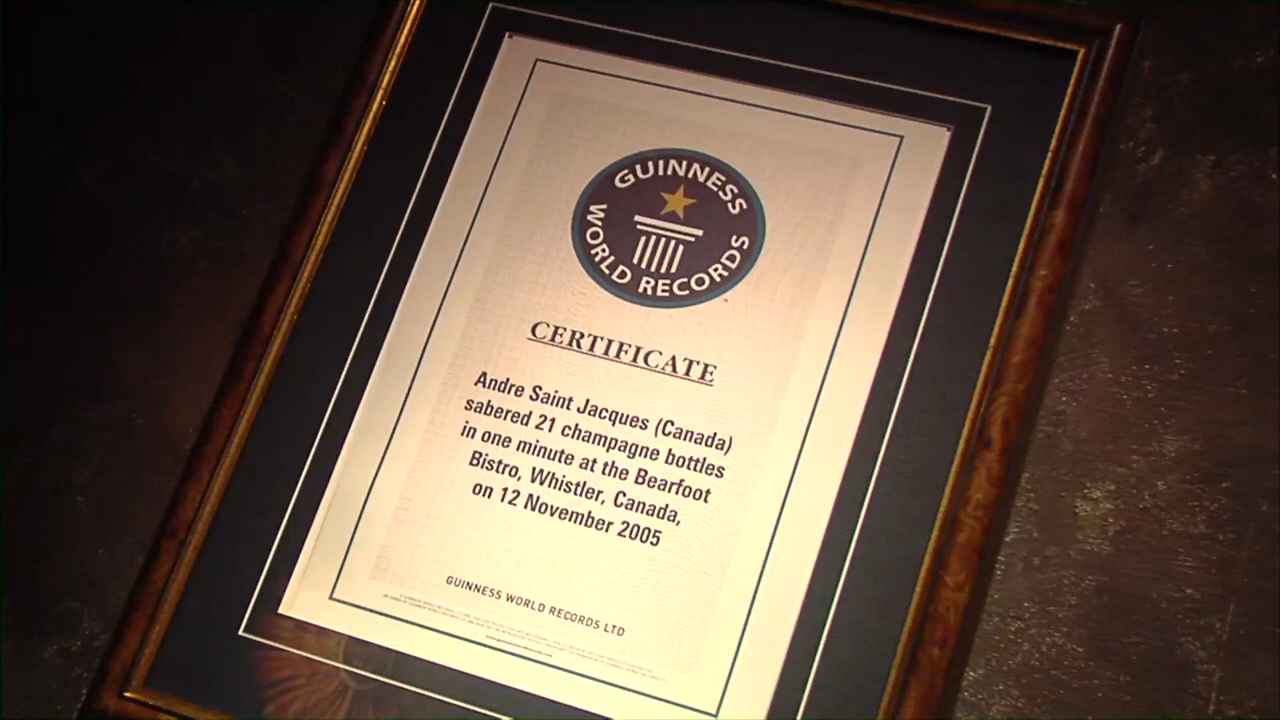 GUINNESS
WORLD RECORDS
CERTIFICATE
Andre Saint Jacques (Canada)
sabered 21 champagne bottles
in one minute at the Bearfoot
Bistro, Whistler, Canada,
on 12 November 2005
GUINNESS WORLD RECORDS LTD